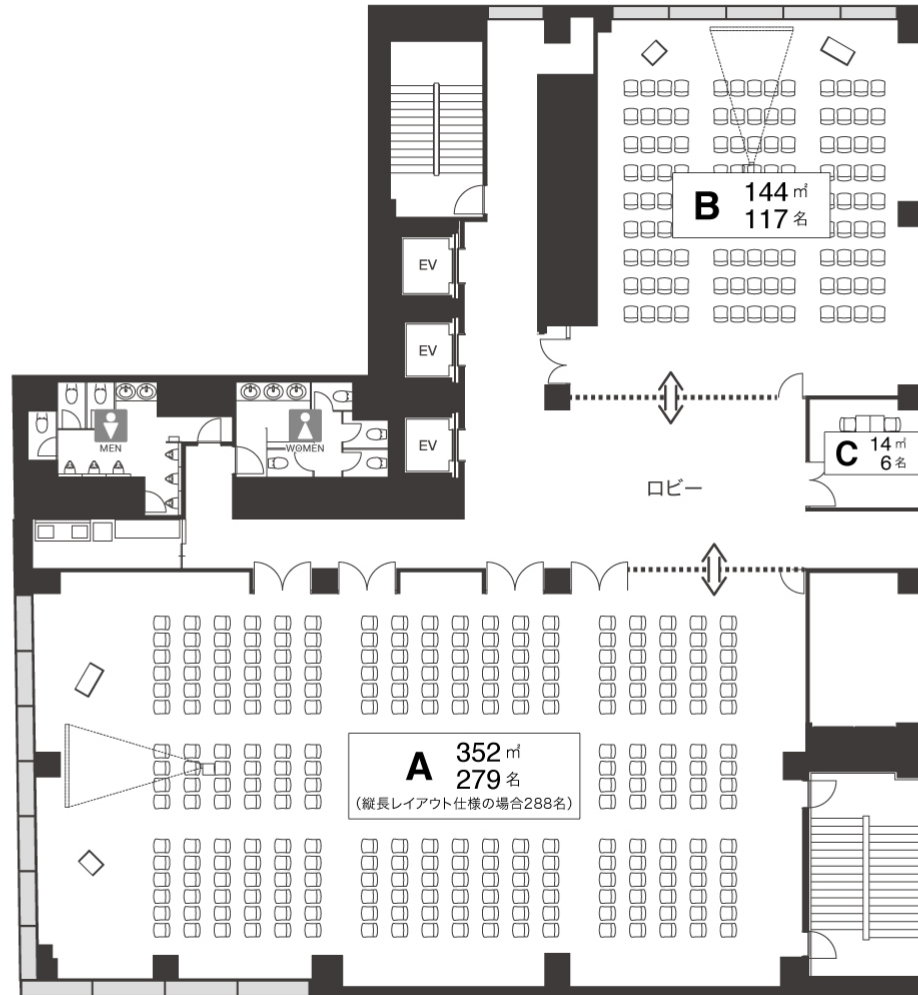 B 144㎡
117名
EV
EV
EV
MEN
WOMEN
C 14㎡
6名
ロビー
A 352㎡
279名
(縦長レイアウト仕様の場合288名)